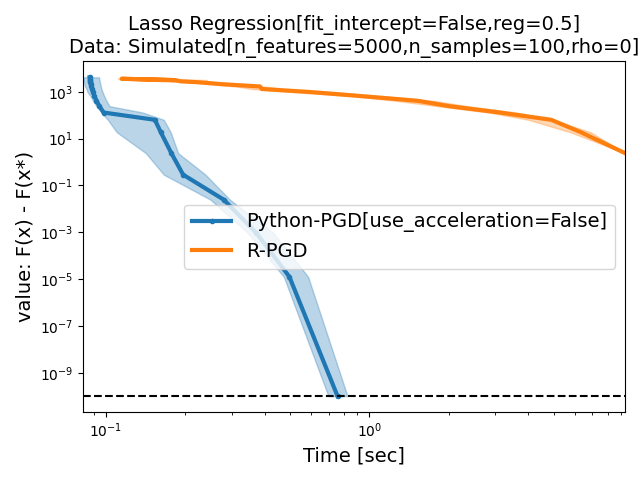 Lasso Regression[fit_intercept=False,reg=0.5]
Data: Simulated[n_features=5000,n_samples=100,rho=0]
value: F(x) - F(x*)
10³
10¹
10⁻¹
10⁻³
10⁻⁵
10⁻⁷
10⁻⁹
Python-PGD[use_acceleration=False]
R-PGD
10⁻¹
10⁰
Time [sec]